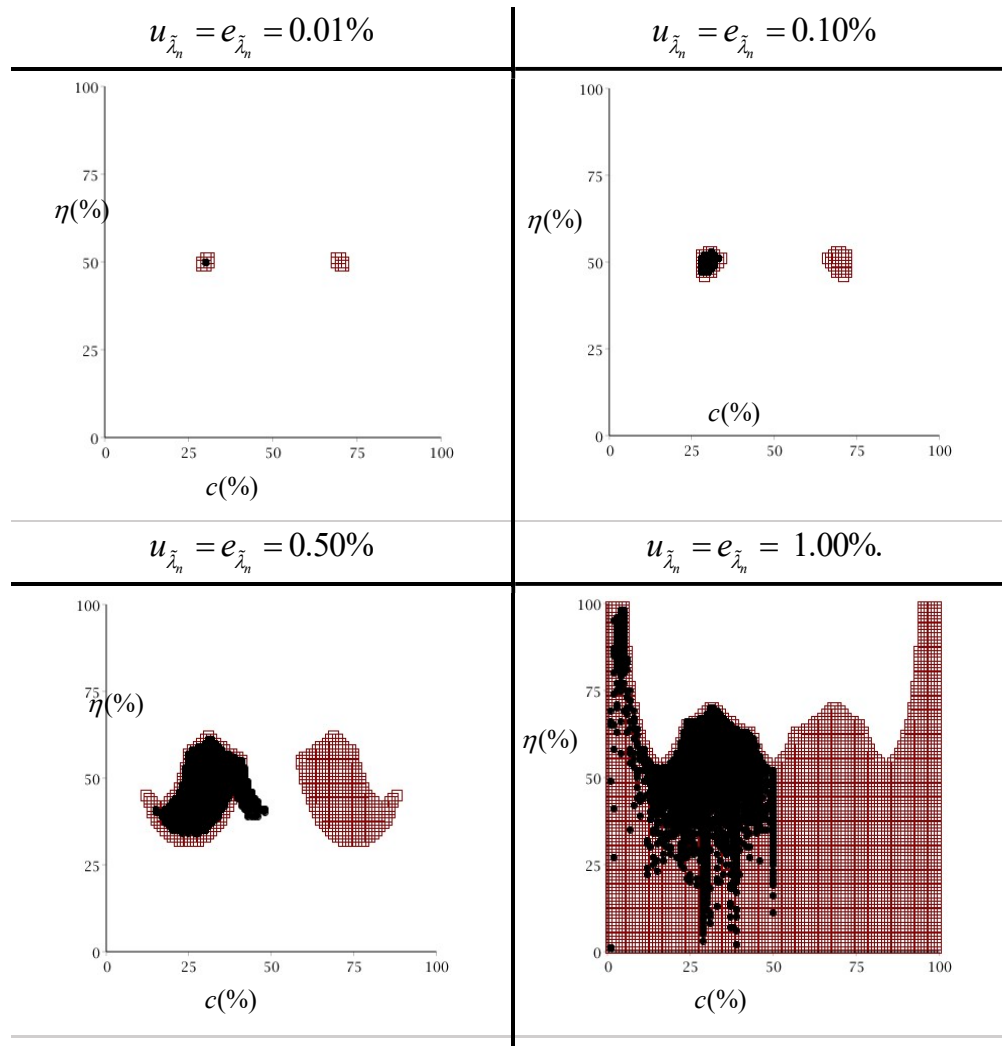 u_{λ̃_n} = e_{λ̃_n} = 0.01%
u_{λ̃_n} = e_{λ̃_n} = 0.10%
100
75
η(%)
50
25
0
0 25 50 75 100
c(%)
100
75
η(%)
50
25
c(%)
0
0 25 50 75 100
u_{λ̃_n} = e_{λ̃_n} = 0.50%
u_{λ̃_n} = e_{λ̃_n} = 1.00%.
100
75
η(%)
50
25
0
0 25 50 75 100
c(%)
100
75
η(%)
50
25
0
0 25 50 75 100
c(%)